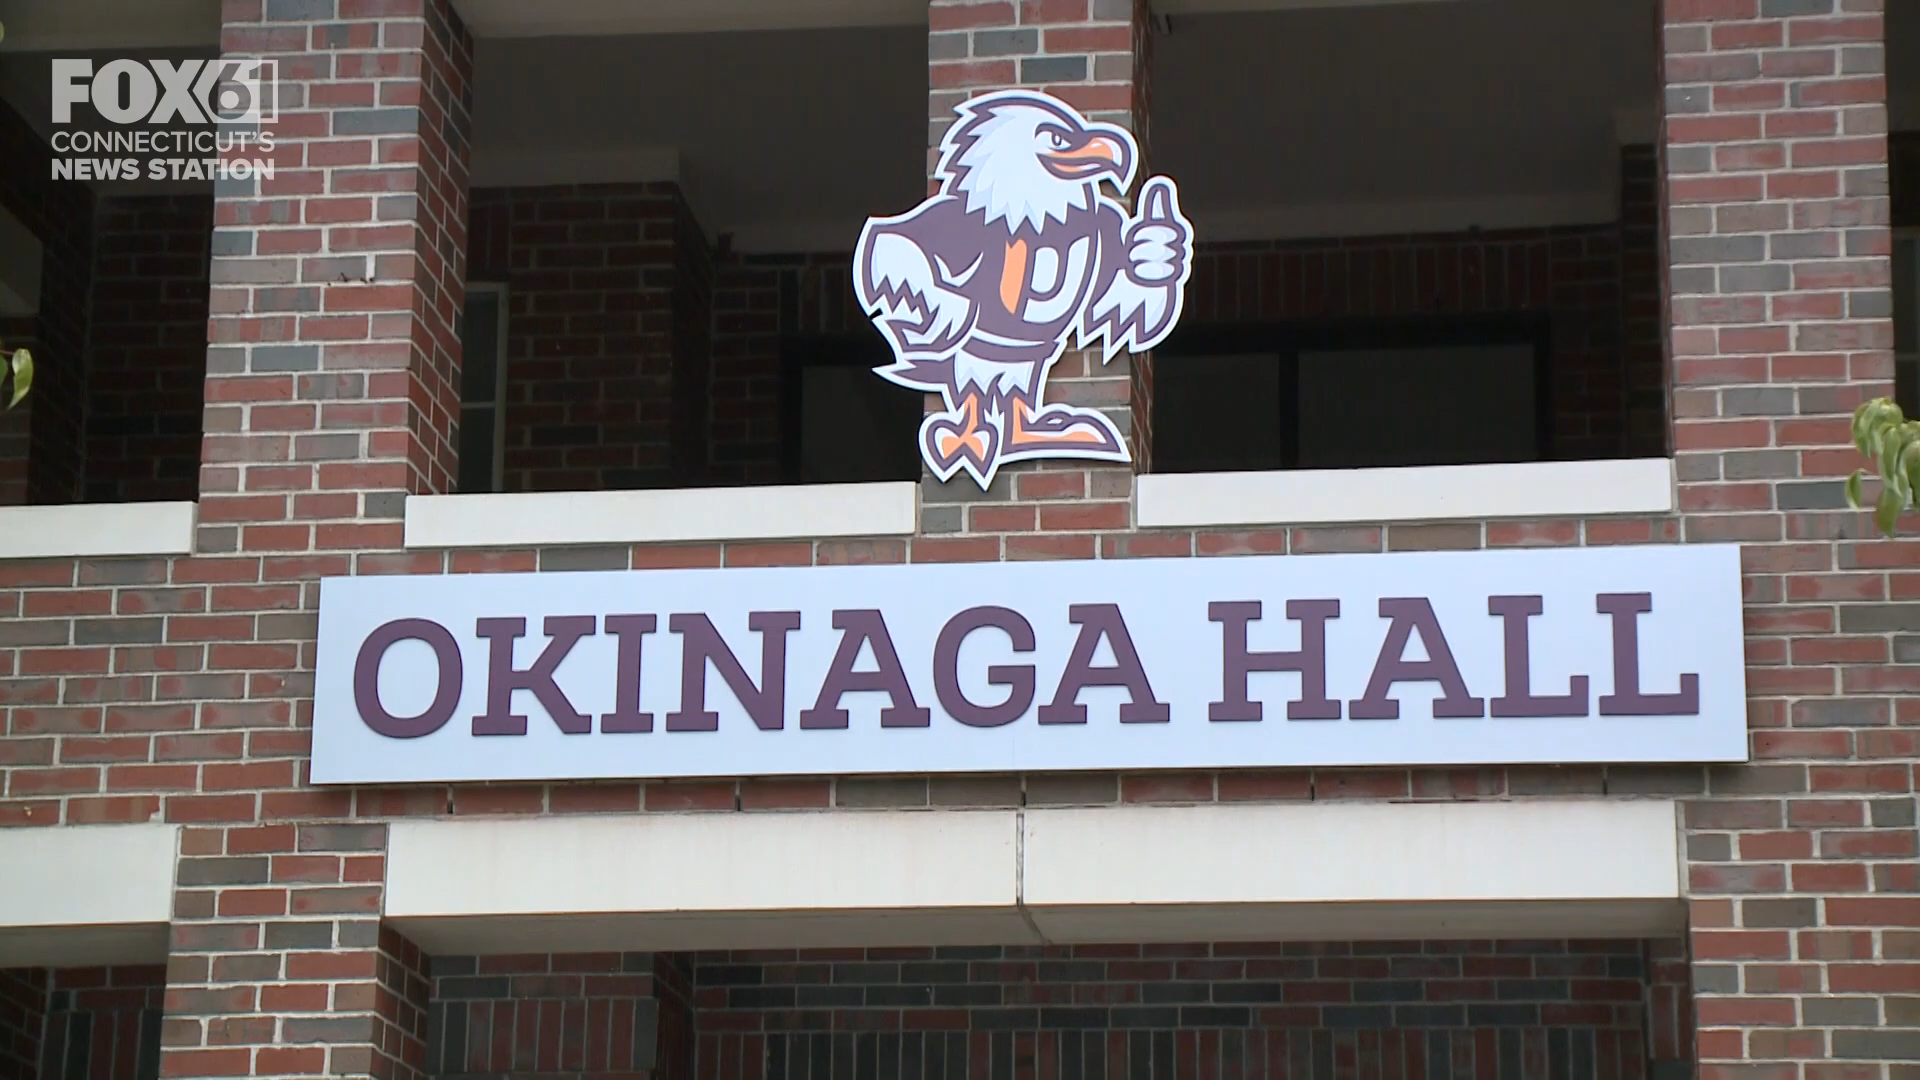 FOX61
CONNECTICUT'S
NEWS STATION
U
OKINAGA HALL